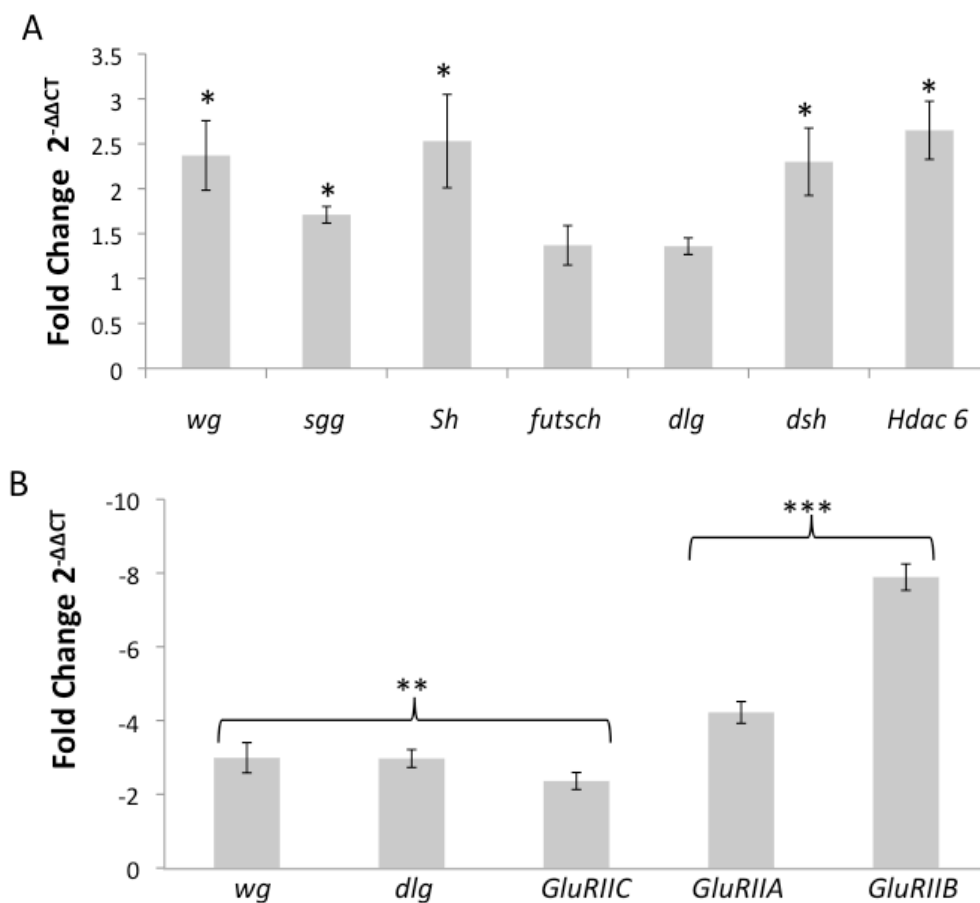 A
Fold Change 2-ΔΔCT
3.5
3
2.5
2
1.5
1
0.5
0
* * * * *
wg sgg Sh futsch dlg dsh Hdac 6
B
Fold Change 2-ΔΔCT
-10
-8
-6
-4
-2
0
***
**
wg dlg GluRIIC GluRIIA GluRIIB